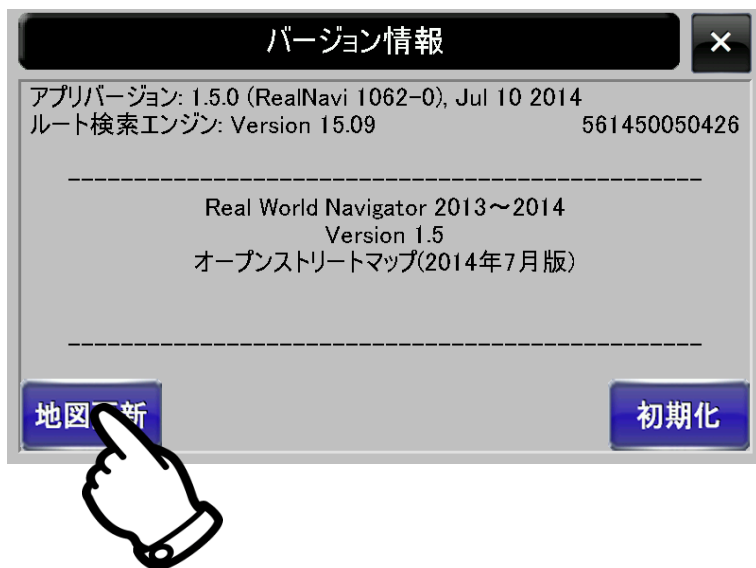 バージョン情報
×
アプリバージョン: 1.5.0 (RealNavi 1062-0), Jul 10 2014
ルート検索エンジン: Version 15.09 561450050426
Real World Navigator 2013～2014
Version 1.5
オープンストリートマップ(2014年7月版)
地図更新
初期化